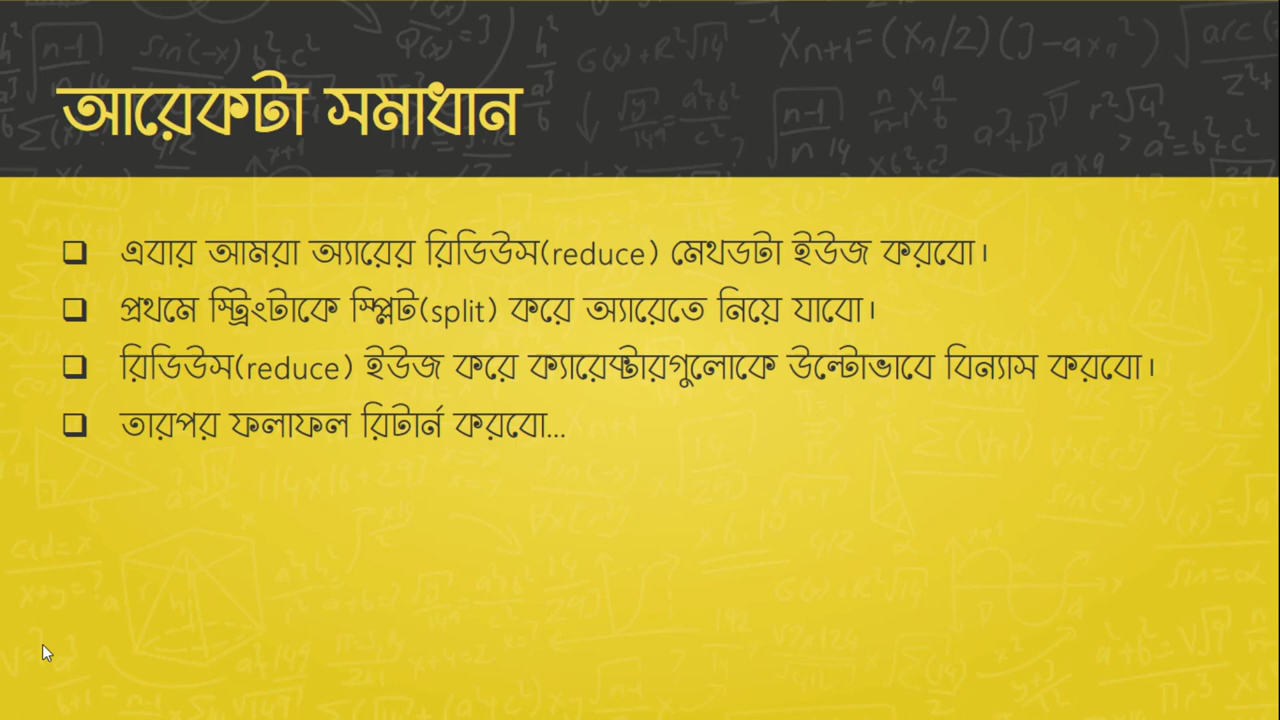 আরেকটা সমাধান
এবার আমরা অ্যারের রিডিউস(reduce) মেথডটা ইউজ করবো।
প্রথমে স্ট্রিংটাকে স্প্লিট(split) করে অ্যারেতে নিয়ে যাবো।
রিডিউস(reduce) ইউজ করে ক্যারেক্টারগুলোকে উল্টোভাবে বিন্যাস করবো।
তারপর ফলাফল রিটার্ন করবো...